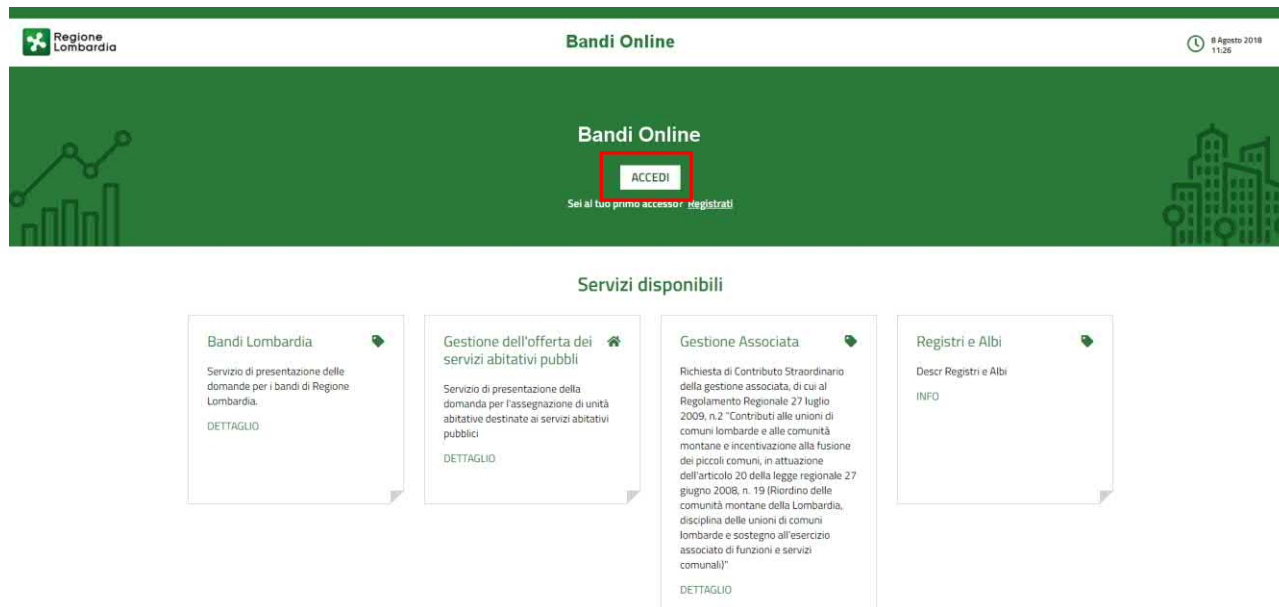 Regione
Lombardia
Bandi Online
8 Agosto 2018
11:26
Bandi Online
ACCEDI
Sei al tuo primo accesso? Registrati
Servizi disponibili
Bandi Lombardia
Servizio di presentazione delle
domande per i bandi di Regione
Lombardia.
DETTAGLIO
Gestione dell'offerta dei
servizi abitativi pubbli
Servizio di presentazione della
domanda per l'assegnazione di unità
abitative destinate ai servizi abitativi
pubblici
DETTAGLIO
Gestione Associata
Richiesta di Contributo Straordinario
della gestione associata, di cui al
Regolamento Regionale 27 luglio
2009, n.2 "Contributi alle unioni di
comuni lombarde e alle comunità
montane e incentivazione alla fusione
dei piccoli comuni, in attuazione
dell'articolo 20 della legge regionale 27
giugno 2008, n. 19 (Riordino delle
comunità montane della Lombardia,
disciplina delle unioni di comuni
lombarde e sostegno all'esercizio
associato di funzioni e servizi
comunali)"
DETTAGLIO
Registri e Albi
Descr Registri e Albi
INFO